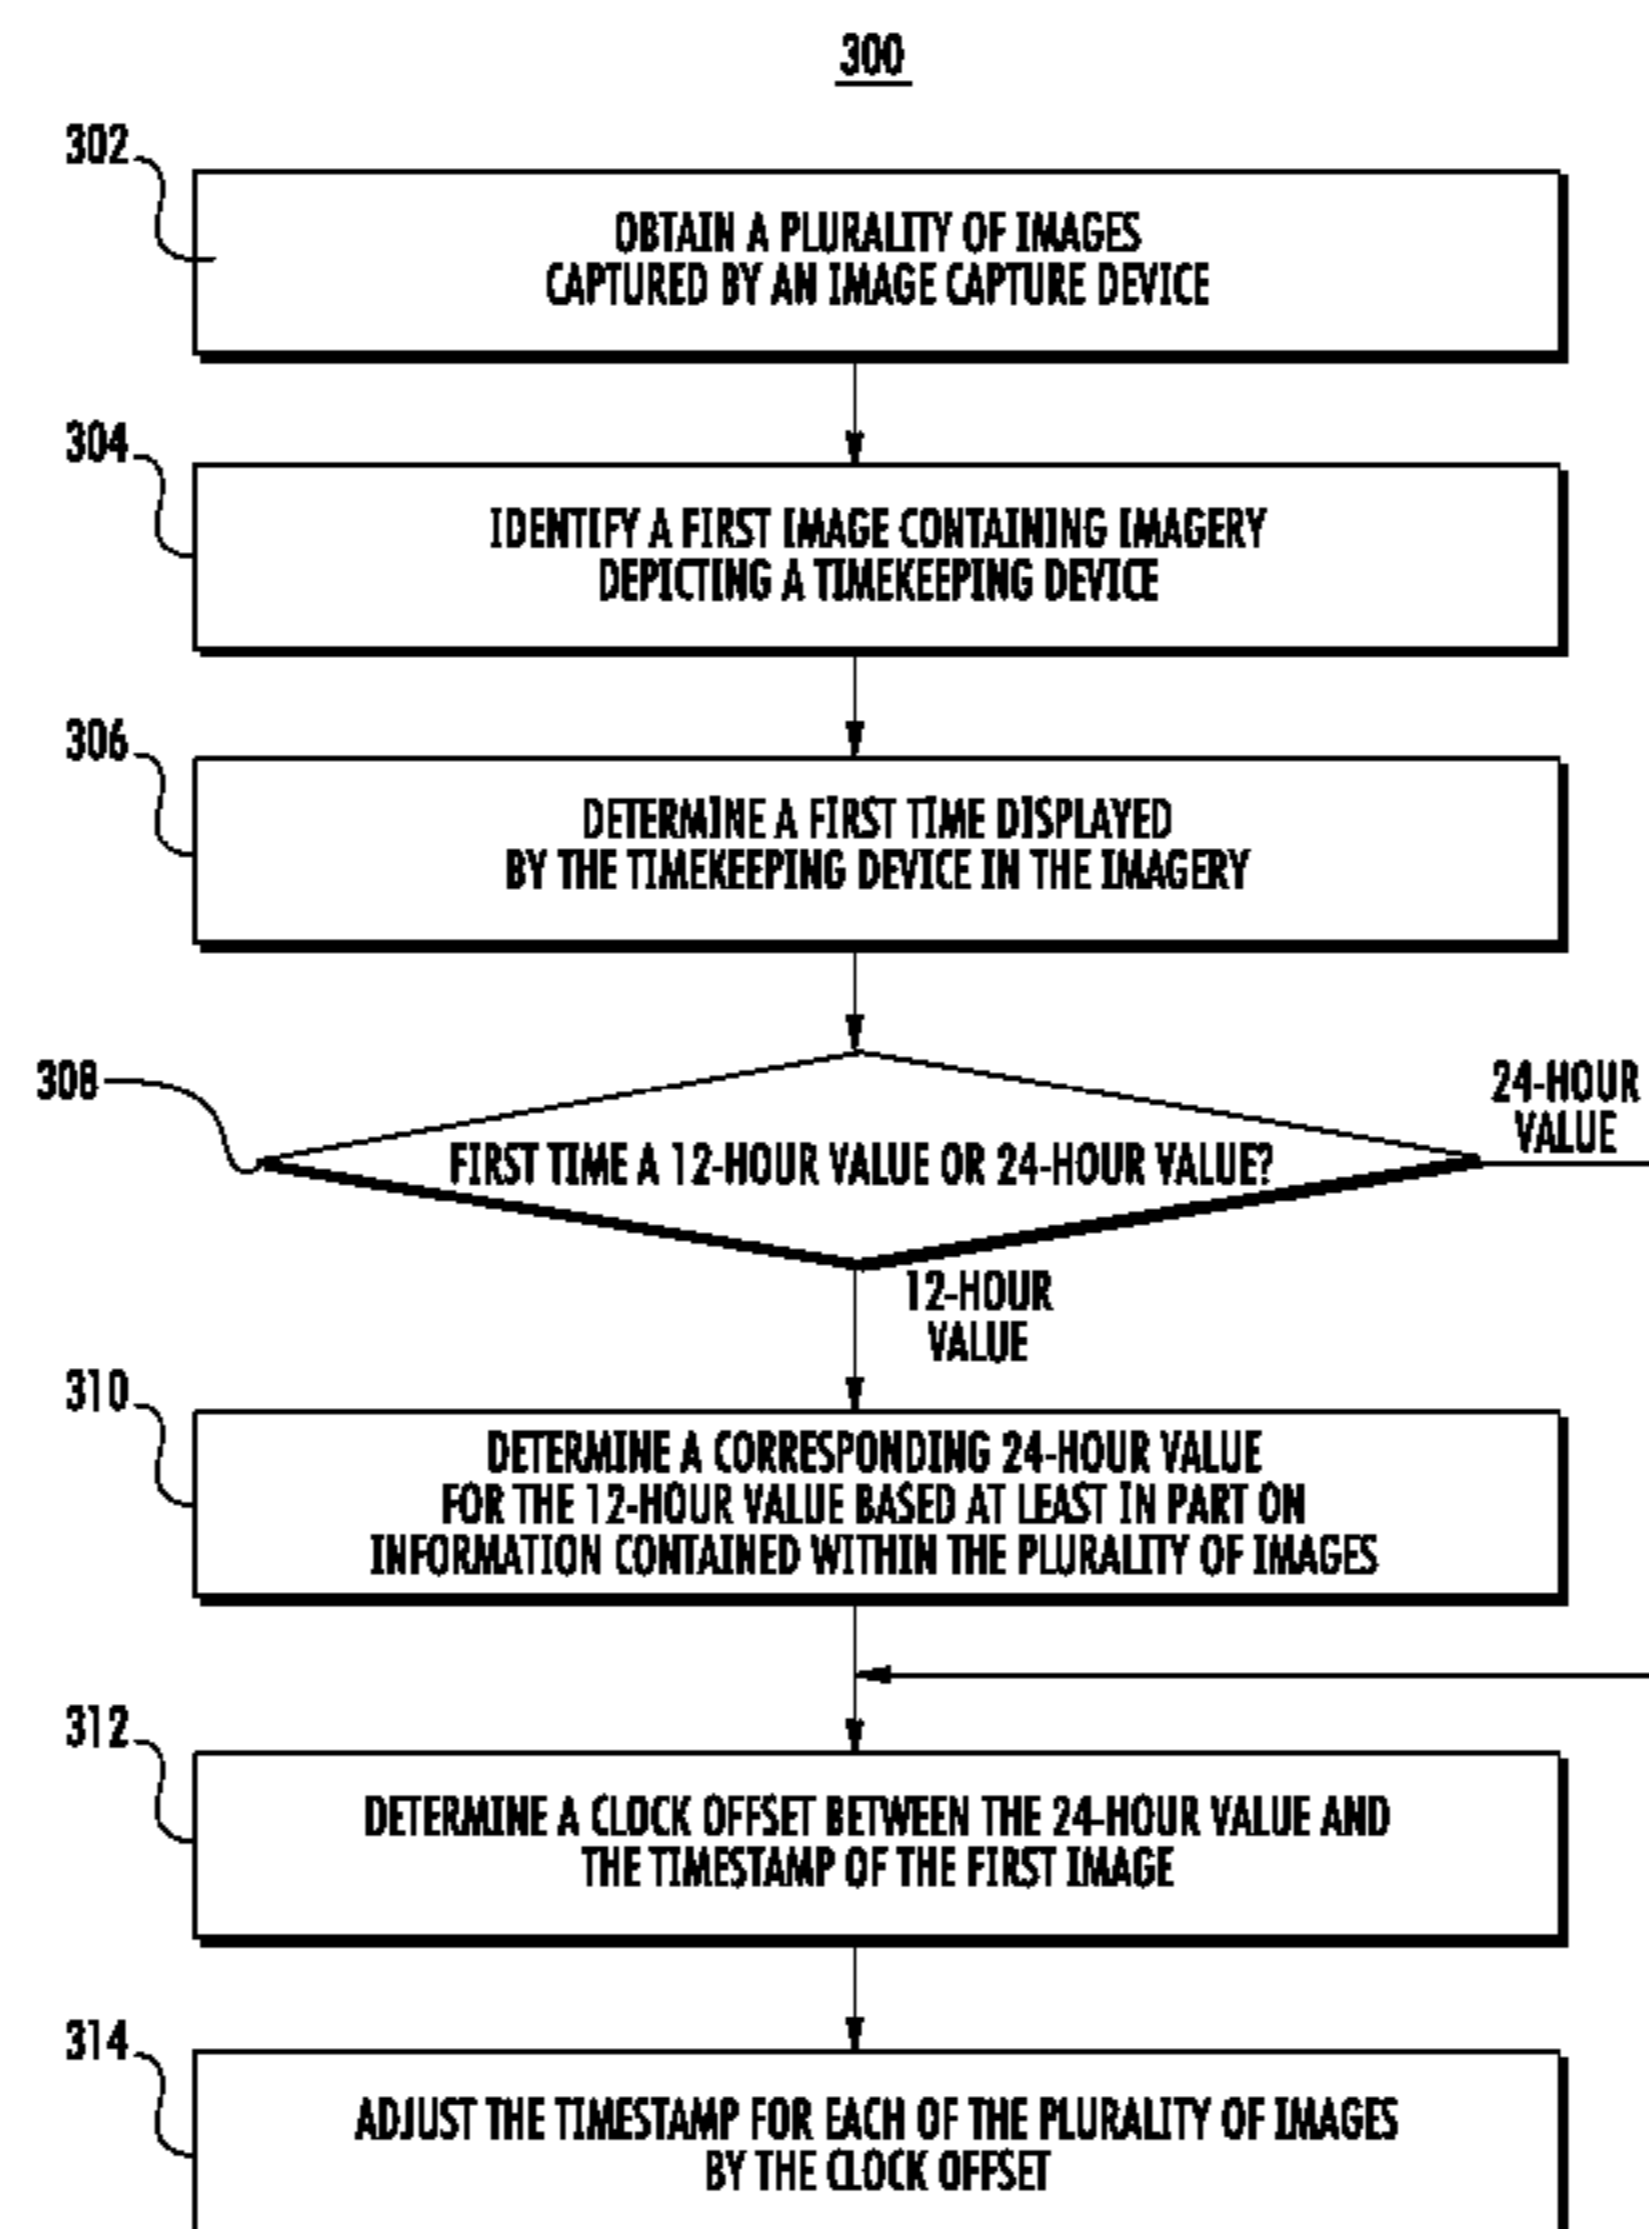 300
302
OBTAIN A PLURALITY OF IMAGES
CAPTURED BY AN IMAGE CAPTURE DEVICE
304
IDENTIFY A FIRST IMAGE CONTAINING IMAGERY
DEPICTING A TIMEKEEPING DEVICE
306
DETERMINE A FIRST TIME DISPLAYED
BY THE TIMEKEEPING DEVICE IN THE IMAGERY
308
24-HOUR
VALUE
FIRST TIME A 12-HOUR VALUE OR 24-HOUR VALUE?
12-HOUR
VALUE
310
DETERMINE A CORRESPONDING 24-HOUR VALUE
FOR THE 12-HOUR VALUE BASED AT LEAST IN PART ON
INFORMATION CONTAINED WITHIN THE PLURALITY OF IMAGES
312
DETERMINE A CLOCK OFFSET BETWEEN THE 24-HOUR VALUE AND
THE TIMESTAMP OF THE FIRST IMAGE
314
ADJUST THE TIMESTAMP FOR EACH OF THE PLURALITY OF IMAGES
BY THE CLOCK OFFSET